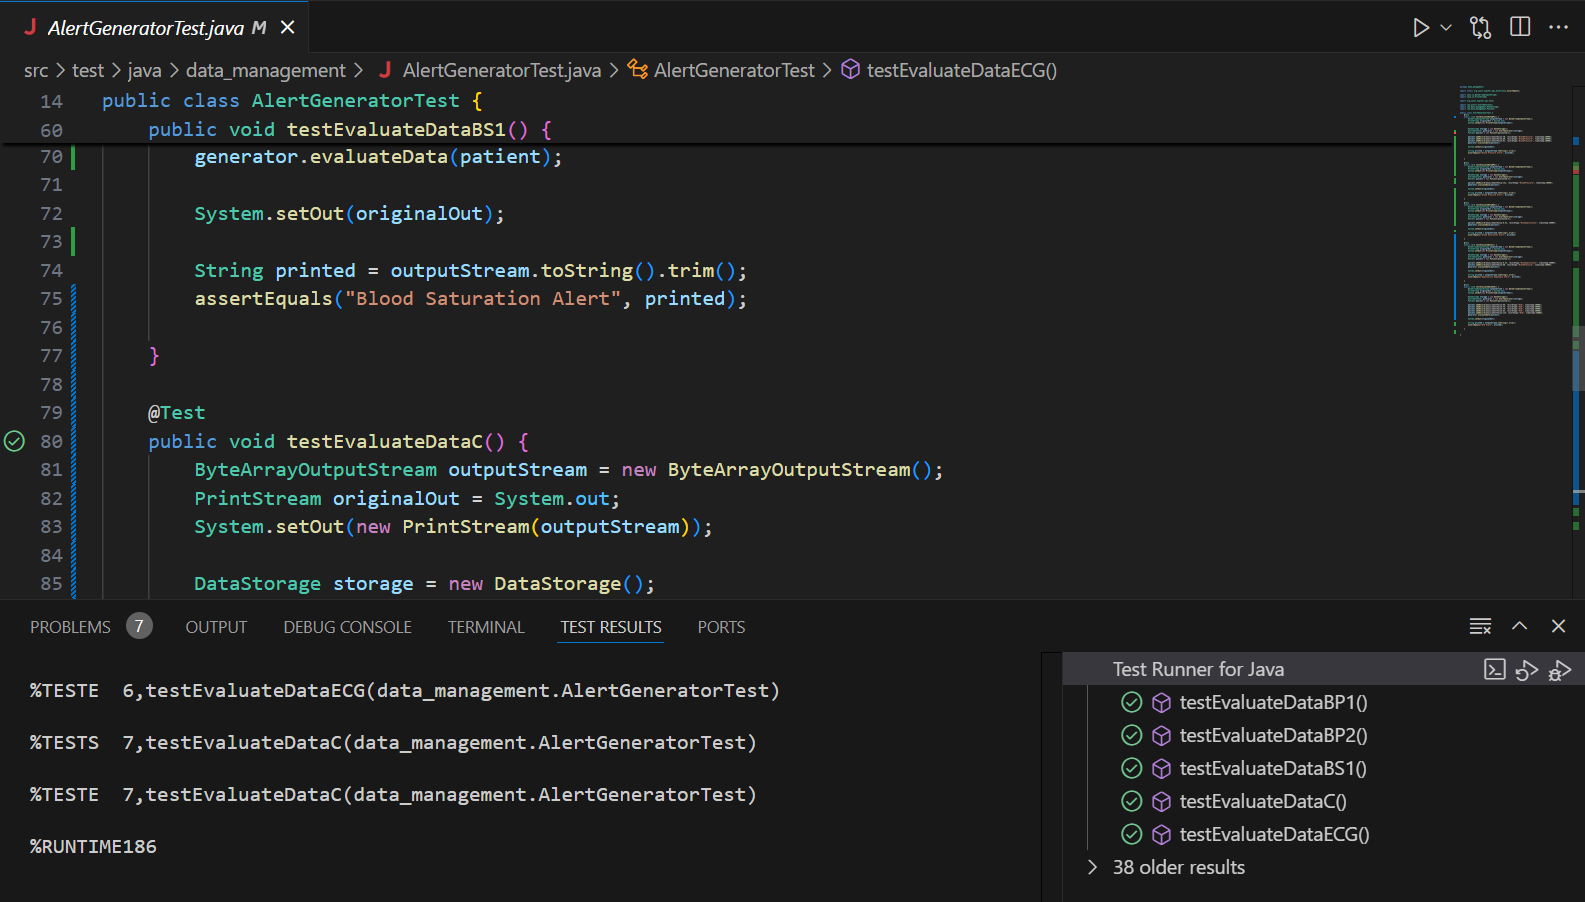 AlertGeneratorTest.java M
src > test > java > data_management > AlertGeneratorTest.java > AlertGeneratorTest > testEvaluateDataECG()
14 public class AlertGeneratorTest {
60 public void testEvaluateDataBS1() {
70 generator.evaluateData(patient);
71
72 System.setOut(originalOut);
73
74 String printed = outputStream.toString().trim();
75 assertEquals("Blood Saturation Alert", printed);
76
77 }
78
79 @Test
80 public void testEvaluateDataC() {
81 ByteArrayOutputStream outputStream = new ByteArrayOutputStream();
82 PrintStream originalOut = System.out;
83 System.setOut(new PrintStream(outputStream));
84
85 DataStorage storage = new DataStorage();
PROBLEMS 7 OUTPUT DEBUG CONSOLE TERMINAL TEST RESULTS PORTS
%TESTE 6,testEvaluateDataECG(data_management.AlertGeneratorTest)
%TESTS 7,testEvaluateDataC(data_management.AlertGeneratorTest)
%TESTE 7,testEvaluateDataC(data_management.AlertGeneratorTest)
%RUNTIME186
Test Runner for Java
testEvaluateDataBP1()
testEvaluateDataBP2()
testEvaluateDataBS1()
testEvaluateDataC()
testEvaluateDataECG()
38 older results